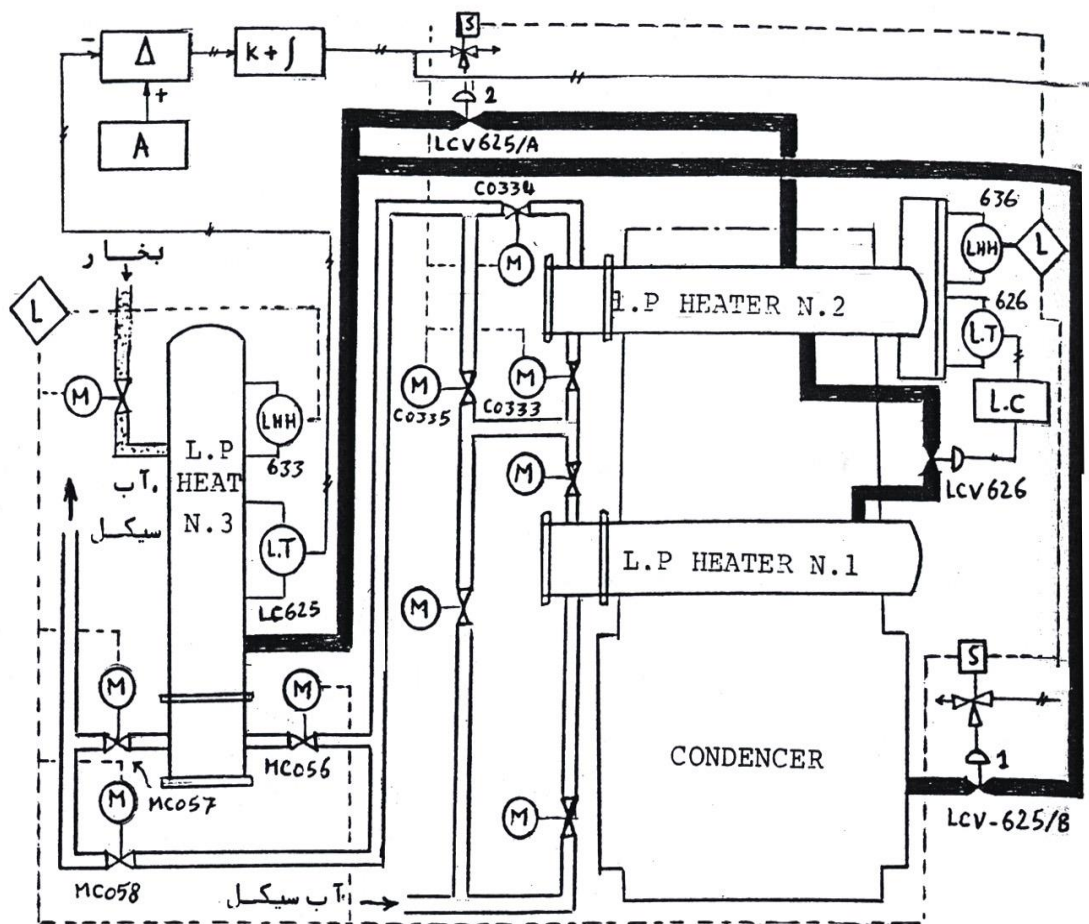 S
-
Δ
K + ∫
+
A
2
LCV625/A
C0334
636
LHH
L
M
بخار
L
L.P HEATER N.2
626
L.T
M
M
M
C0335
C0333
L.C
LHH
633
L.P
HEAT
N.3
آب
سیکل
M
LCV626
L.T
LC625
L.P HEATER N.1
M
S
M
M
MC056
CONDENCER
1
MC057
M
M
LCV-625/B
MC058
آب سیکل